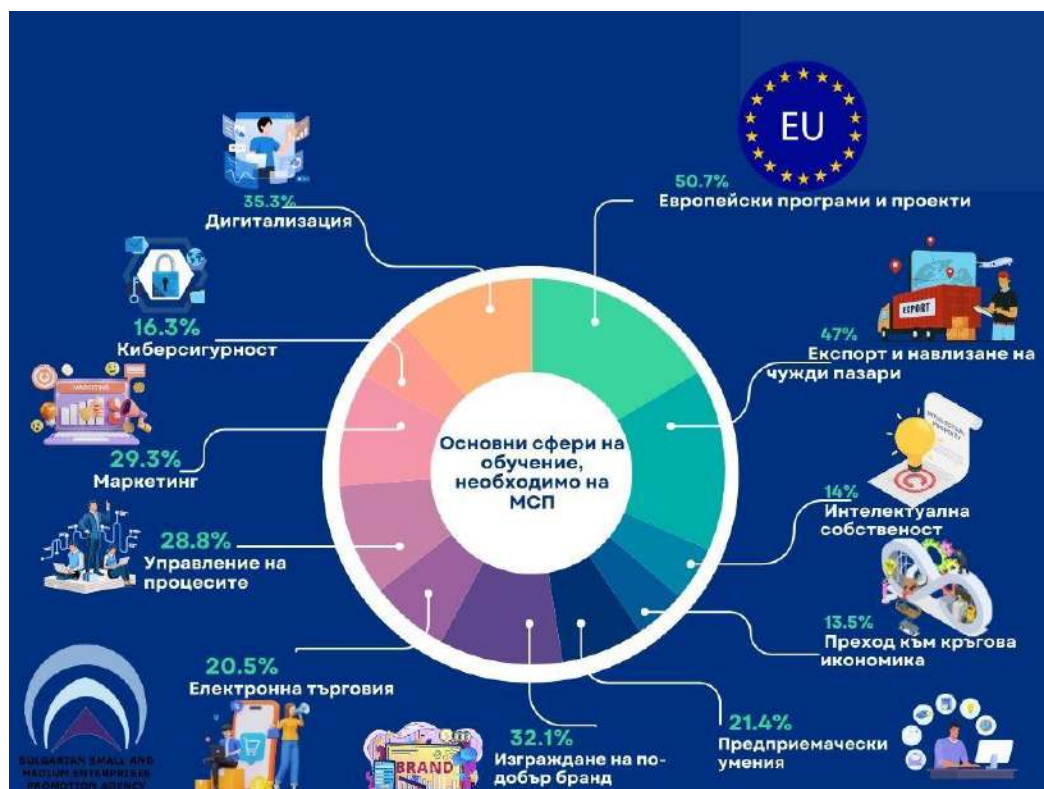 EU
50.7%
Европейски програми и проекти
35.3%
Дигитализация
16.3%
Киберсигурност
EXPORT
47%
Експорт и навлизане на
чужди пазари
MARKETING
29.3%
Маркетинг
Основни сфери на
обучение,
необходимо на
МСП
INTELLECTUAL
PROPERTY
14%
Интелектуална
собственост
28.8%
Управление на
процесите
13.5%
Преход към кръгова
икономика
20.5%
Електронна търговия
32.1%
Изграждане на по-
добър бранд
BRAND
21.4%
Предприемачески
умения
BULGARIAN SMALL AND
MEDIUM ENTERPRISES
PROMOTION AGENCY